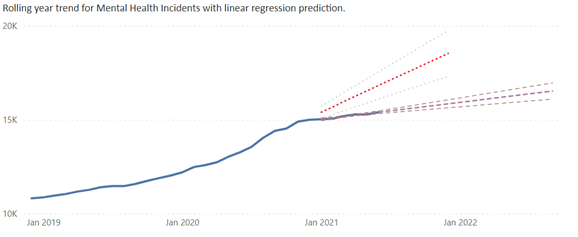 Rolling year trend for Mental Health Incidents with linear regression prediction.
20K
15K
10K
Jan 2019 Jan 2020 Jan 2021 Jan 2022